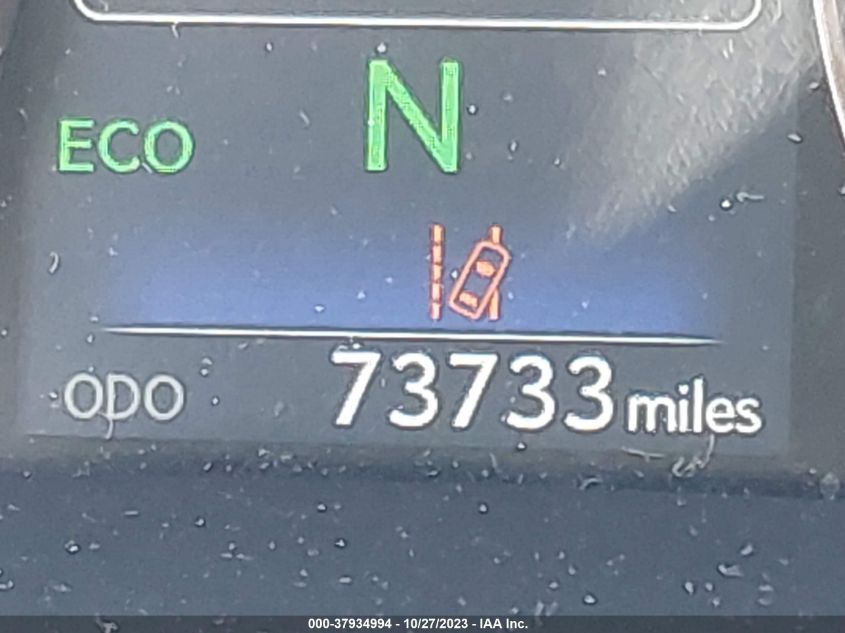 N
ECO
ODO 73733 miles
000-37934994 - 10/27/2023 - IAA Inc.